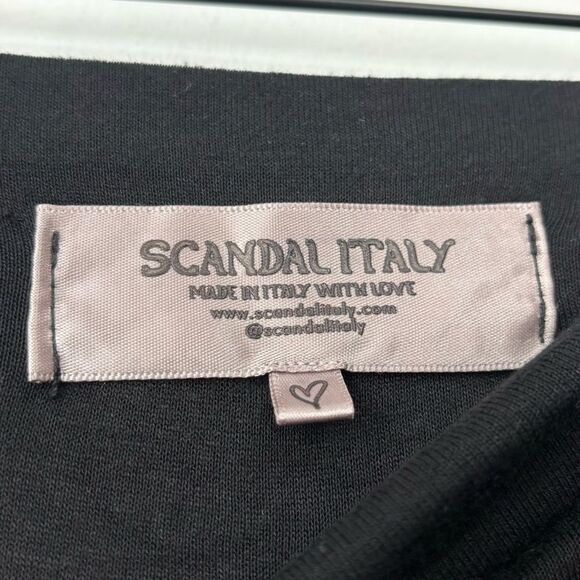 SCANDAL ITALY
MADE IN ITALY WITH LOVE
www.scandalitaly.com
@scandalitaly